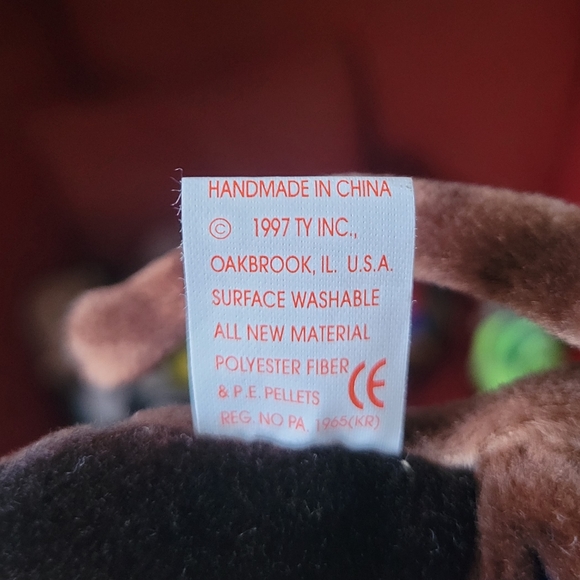 HANDMADE IN CHINA
© 1997 TY INC.,
OAKBROOK, IL. U.S.A.
SURFACE WASHABLE
ALL NEW MATERIAL
POLYESTER FIBER
& P.E. PELLETS CE
REG. NO PA. 1965(KR)